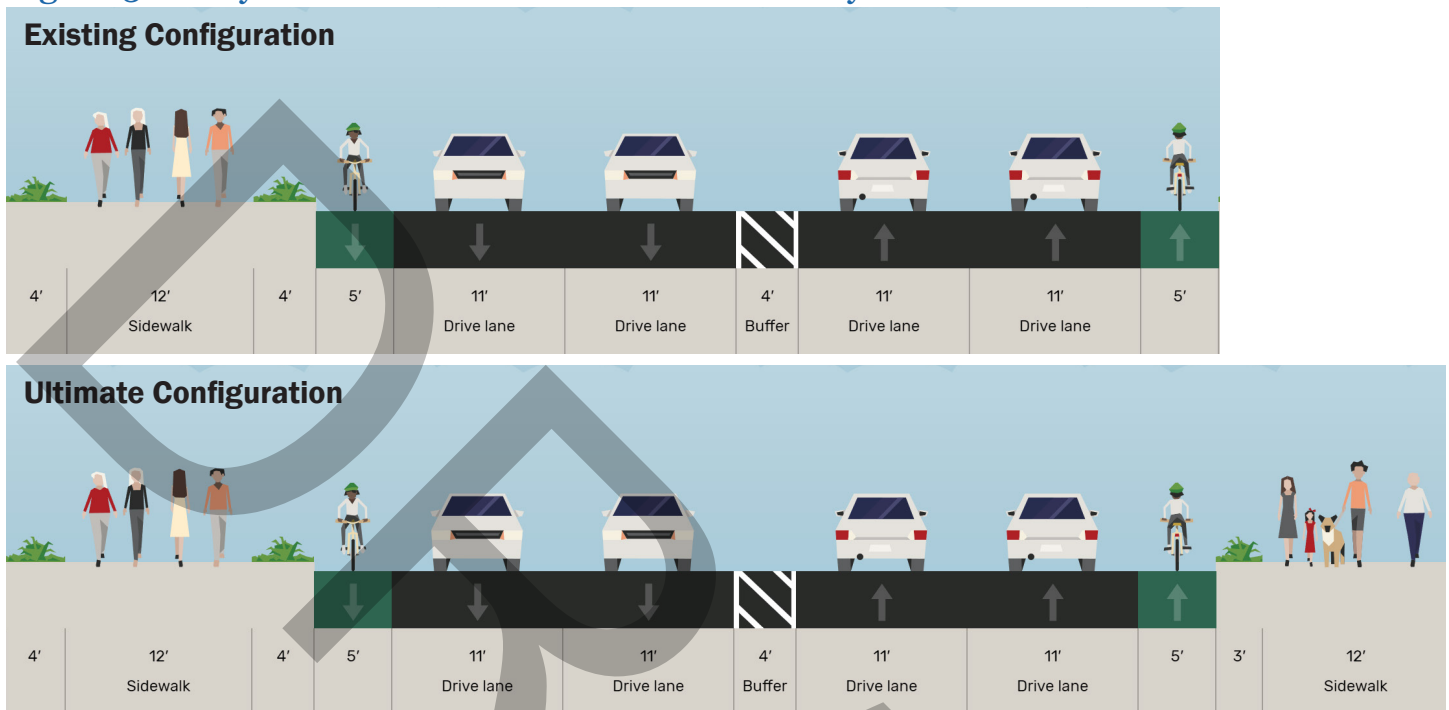 Existing Configuration
4' 12' 4' 5' 11' 11' 4' 11' 11' 5'
Sidewalk Drive lane Drive lane Buffer Drive lane Drive lane
Ultimate Configuration
4' 12' 4' 5' 11' 11' 4' 11' 11' 5' 3' 12'
Sidewalk Drive lane Drive lane Buffer Drive lane Drive lane Sidewalk